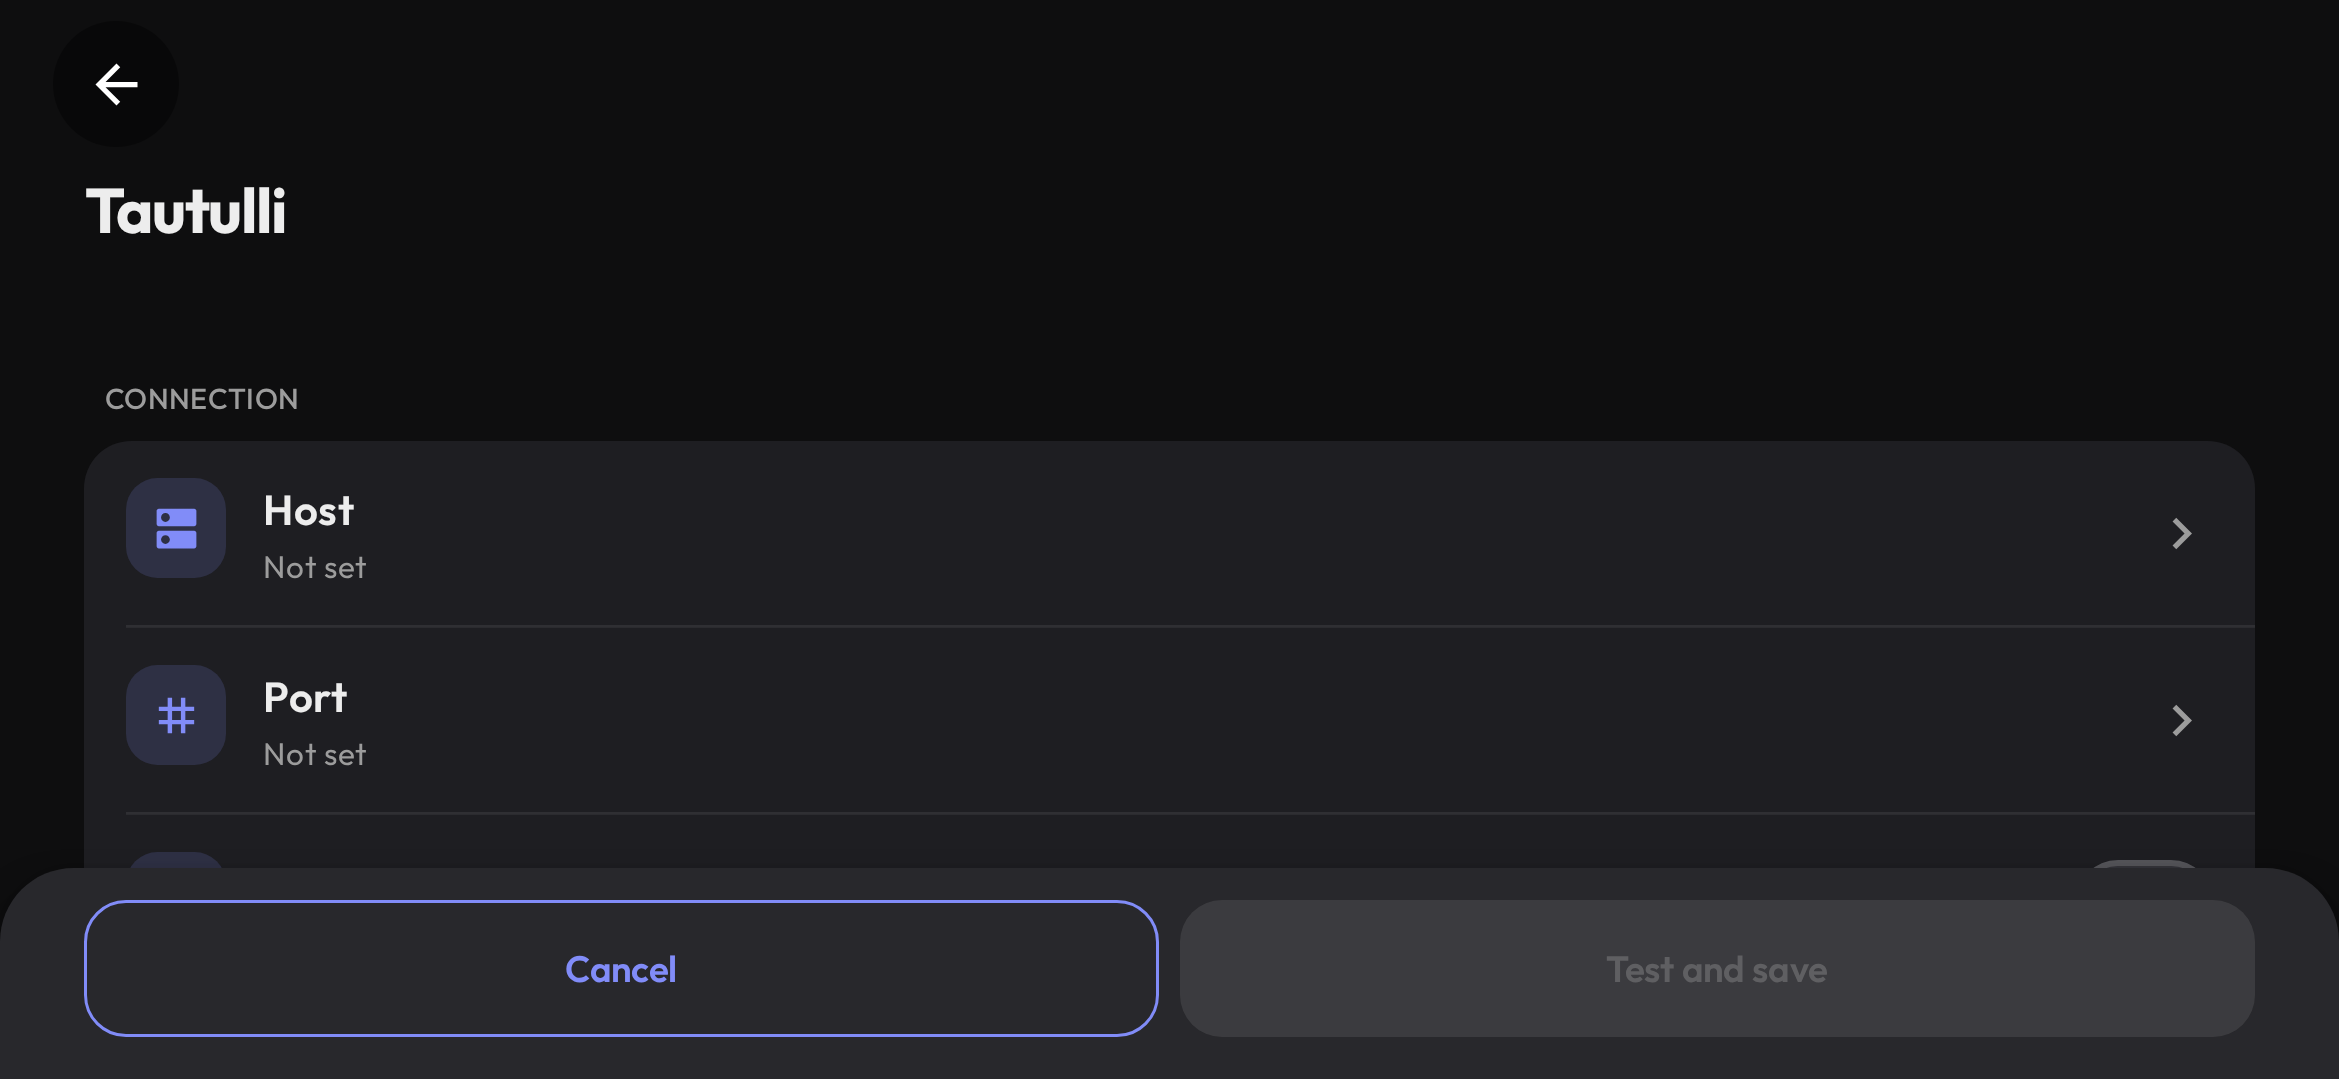 Tautulli
CONNECTION
Host
Not set
Port
Not set
Cancel
Test and save